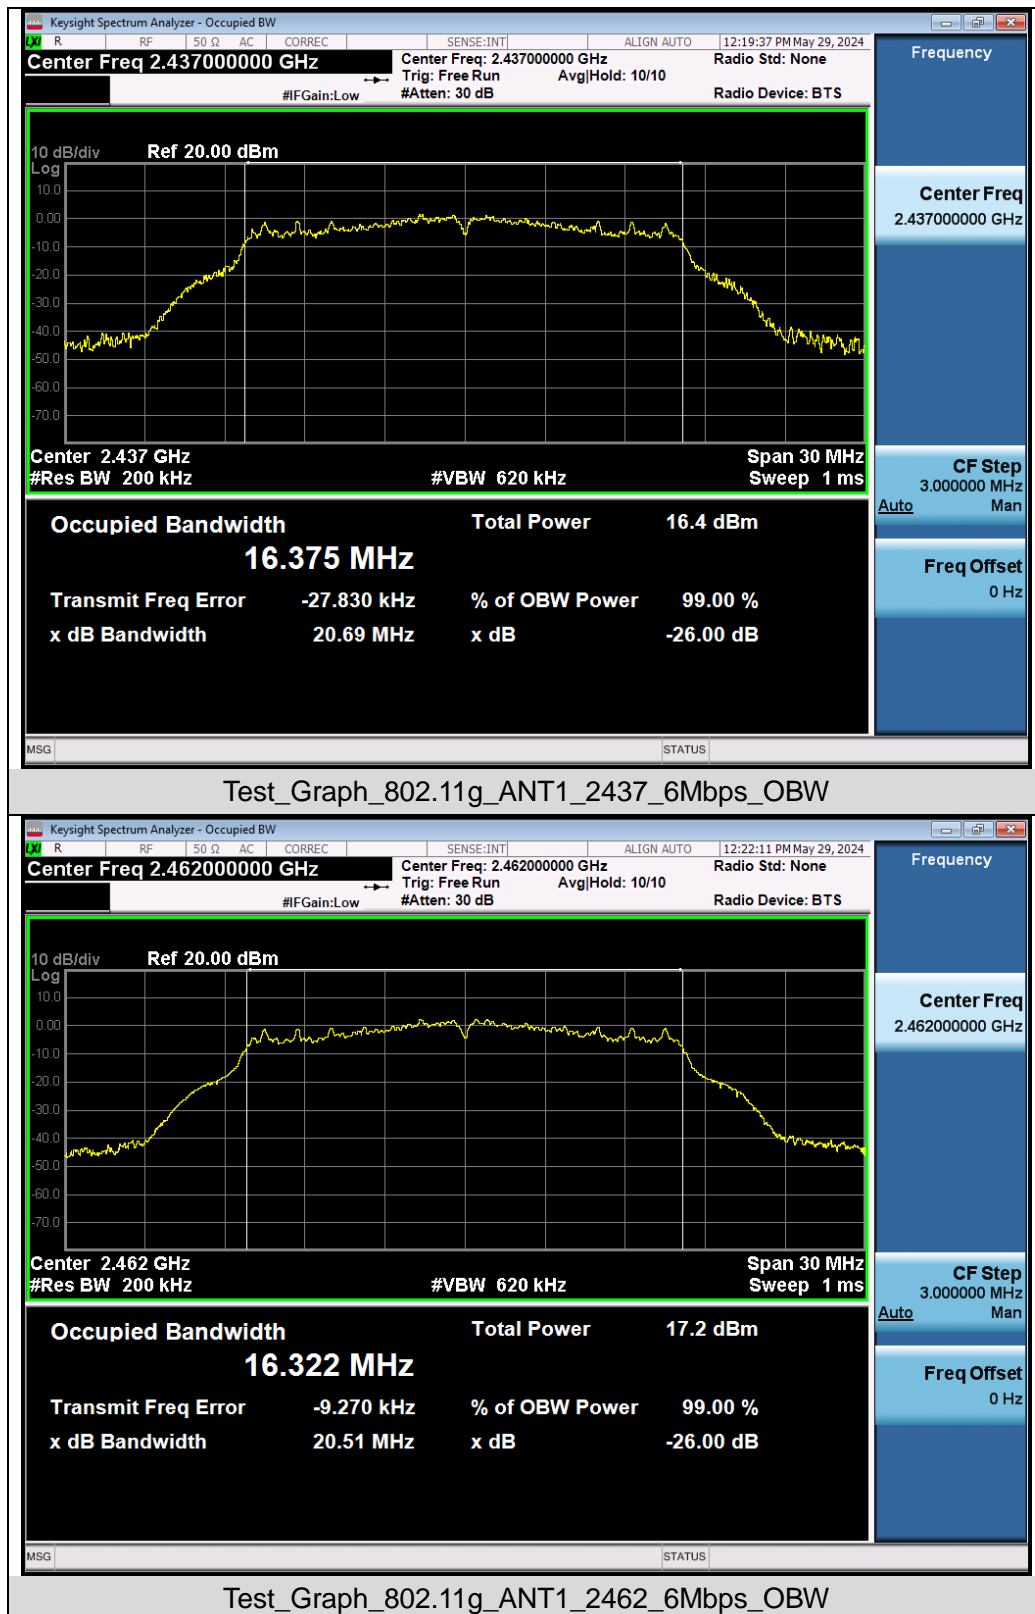 Keysight Spectrum Analyzer - Occupied BW
LXI R RF 50 Ω AC CORREC SENSE:INT ALIGN AUTO 12:19:37 PM May 29, 2024
Center Freq 2.437000000 GHz
Center Freq: 2.437000000 GHz
Radio Std: None
Trig: Free Run Avg|Hold: 10/10
#IFGain:Low
#Atten: 30 dB
Radio Device: BTS
Frequency
10 dB/div
Ref 20.00 dBm
Log
10.0
0.00
-10.0
-20.0
-30.0
-40.0
-50.0
-60.0
-70.0
Center Freq
2.437000000 GHz
Center 2.437 GHz
Span 30 MHz
#Res BW 200 kHz
#VBW 620 kHz
Sweep 1 ms
CF Step
3.000000 MHz
Auto Man
Occupied Bandwidth
Total Power 16.4 dBm
16.375 MHz
Freq Offset
0 Hz
Transmit Freq Error -27.830 kHz
% of OBW Power 99.00 %
x dB Bandwidth 20.69 MHz
x dB -26.00 dB
MSG
STATUS
Test_Graph_802.11g_ANT1_2437_6Mbps_OBW
Keysight Spectrum Analyzer - Occupied BW
LXI R RF 50 Ω AC CORREC SENSE:INT ALIGN AUTO 12:22:11 PM May 29, 2024
Center Freq 2.462000000 GHz
Center Freq: 2.462000000 GHz
Radio Std: None
Trig: Free Run Avg|Hold: 10/10
#IFGain:Low
#Atten: 30 dB
Radio Device: BTS
Frequency
10 dB/div
Ref 20.00 dBm
Log
10.0
0.00
-10.0
-20.0
-30.0
-40.0
-50.0
-60.0
-70.0
Center Freq
2.462000000 GHz
Center 2.462 GHz
Span 30 MHz
#Res BW 200 kHz
#VBW 620 kHz
Sweep 1 ms
CF Step
3.000000 MHz
Auto Man
Occupied Bandwidth
Total Power 17.2 dBm
16.322 MHz
Freq Offset
0 Hz
Transmit Freq Error -9.270 kHz
% of OBW Power 99.00 %
x dB Bandwidth 20.51 MHz
x dB -26.00 dB
MSG
STATUS
Test_Graph_802.11g_ANT1_2462_6Mbps_OBW